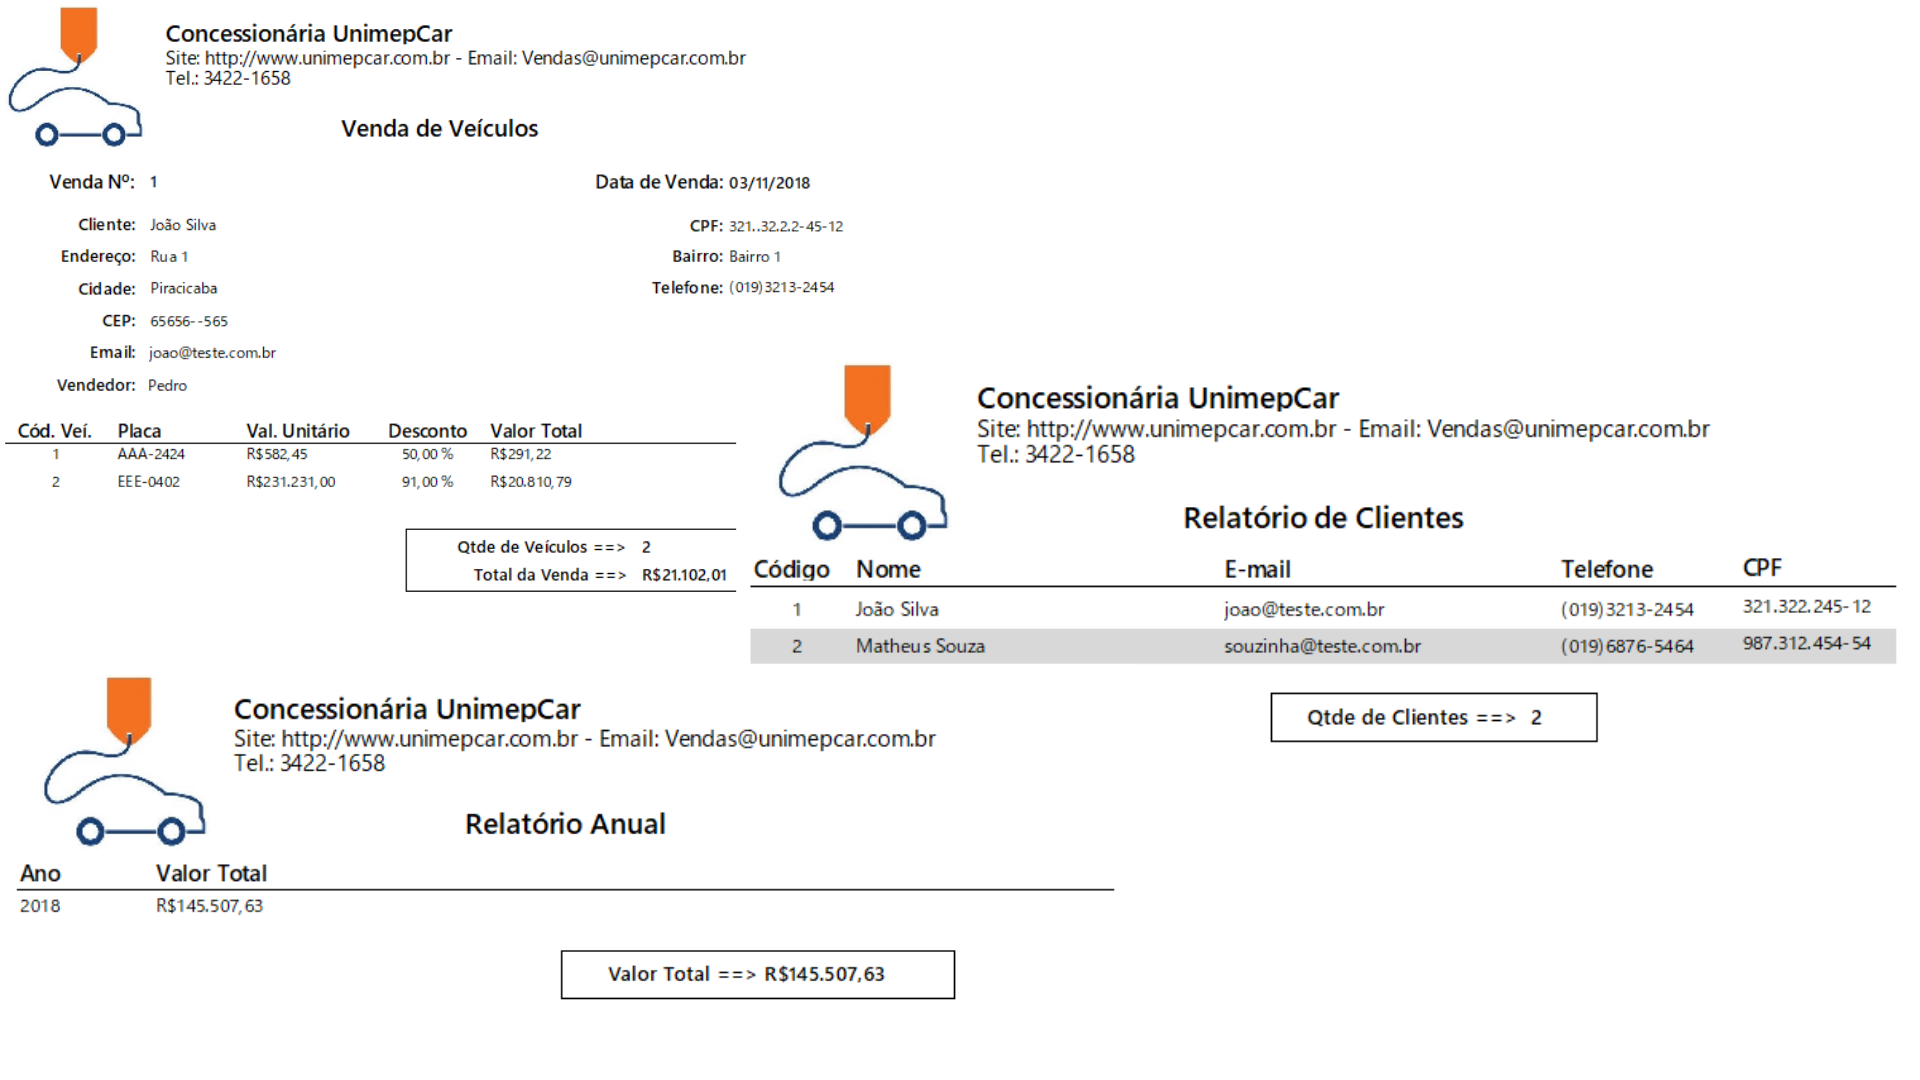 Concessionária UnimepCar
Site: http://www.unimepcar.com.br - Email: Vendas@unimepcar.com.br
Tel.: 3422-1658
Venda de Veículos
Venda Nº: 1 Data de Venda: 03/11/2018
Cliente: João Silva CPF: 321..32.2.2-45-12
Endereço: Rua 1 Bairro: Bairro 1
Cidade: Piracicaba Telefone: (019)3213-2454
CEP: 65656--565
Email: joao@teste.com.br
Vendedor: Pedro
Cód. Veí. Placa Val. Unitário Desconto Valor Total
1 AAA-2424 R$582,45 50,00 % R$291,22
2 EEE-0402 R$231.231,00 91,00 % R$20.810,79
Qtde de Veículos ==> 2
Total da Venda ==> R$21.102,01
Concessionária UnimepCar
Site: http://www.unimepcar.com.br - Email: Vendas@unimepcar.com.br
Tel.: 3422-1658
Relatório de Clientes
Código Nome E-mail Telefone CPF
1 João Silva joao@teste.com.br (019)3213-2454 321.322.245-12
2 Matheus Souza souzinha@teste.com.br (019)6876-5464 987.312.454-54
Qtde de Clientes ==> 2
Concessionária UnimepCar
Site: http://www.unimepcar.com.br - Email: Vendas@unimepcar.com.br
Tel.: 3422-1658
Relatório Anual
Ano Valor Total
2018 R$145.507,63
Valor Total ==> R$145.507,63